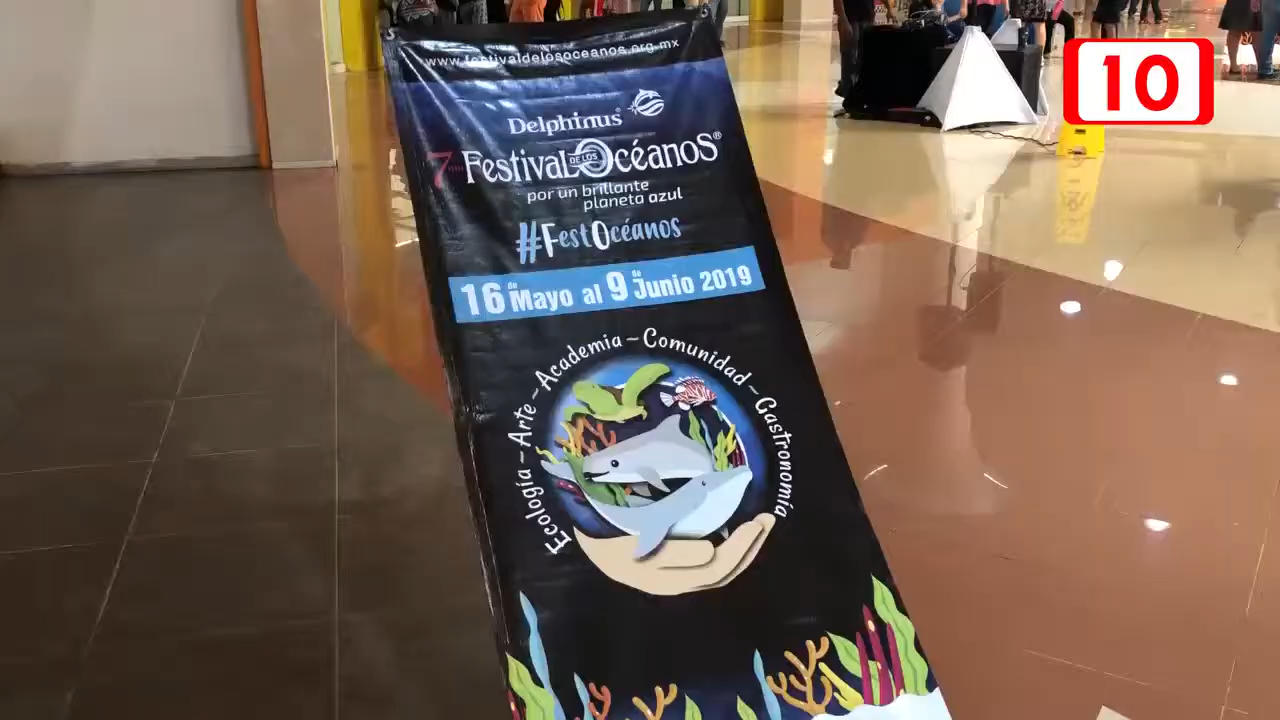 www.festivaldelosoceanos.org.mx
Delphinus®
7mo Festival DE LOS OcéanoS®
por un brillante
planeta azul
#FestOcéanos
16 de Mayo al 9 de Junio 2019
Ecología ~ Arte ~ Academia ~ Comunidad ~ Gastronomía
10